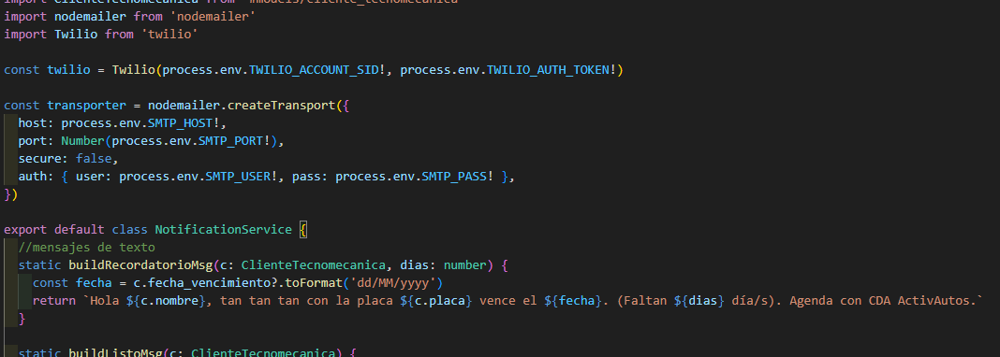 import nodemailer from 'nodemailer'
import Twilio from 'twilio'
const twilio = Twilio(process.env.TWILIO_ACCOUNT_SID!, process.env.TWILIO_AUTH_TOKEN!)
const transporter = nodemailer.createTransport({
host: process.env.SMTP_HOST!,
port: Number(process.env.SMTP_PORT!),
secure: false,
auth: { user: process.env.SMTP_USER!, pass: process.env.SMTP_PASS! },
})
export default class NotificationService {
//mensajes de texto
static buildRecordatorioMsg(c: ClienteTecnomecanica, dias: number) {
const fecha = c.fecha_vencimiento?.toFormat('dd/MM/yyyy')
return `Hola ${c.nombre}, tan tan tan con la placa ${c.placa} vence el ${fecha}. (Faltan ${dias} día/s). Agenda con CDA ActivAutos.`
}
static buildListoMsg(c: ClienteTecnomecanica) {